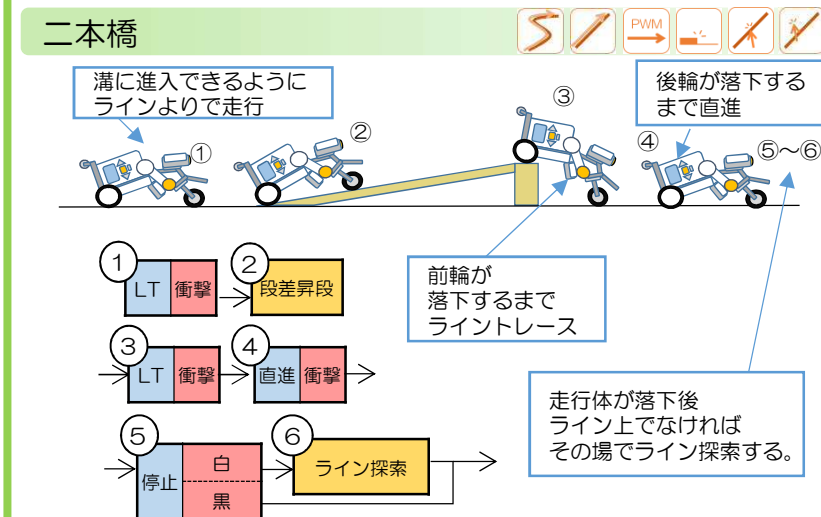 二本橋
PWM
溝に進入できるように
ラインよりで走行
後輪が落下する
まで直進
①
②
③
④
⑤～⑥
前輪が
落下するまで
ライントレース
① LT 衝撃
② 段差昇段
③ LT 衝撃
④ 直進 衝撃
⑤ 停止 白 黒
⑥ ライン探索
走行体が落下後
ライン上でなければ
その場でライン探索する。